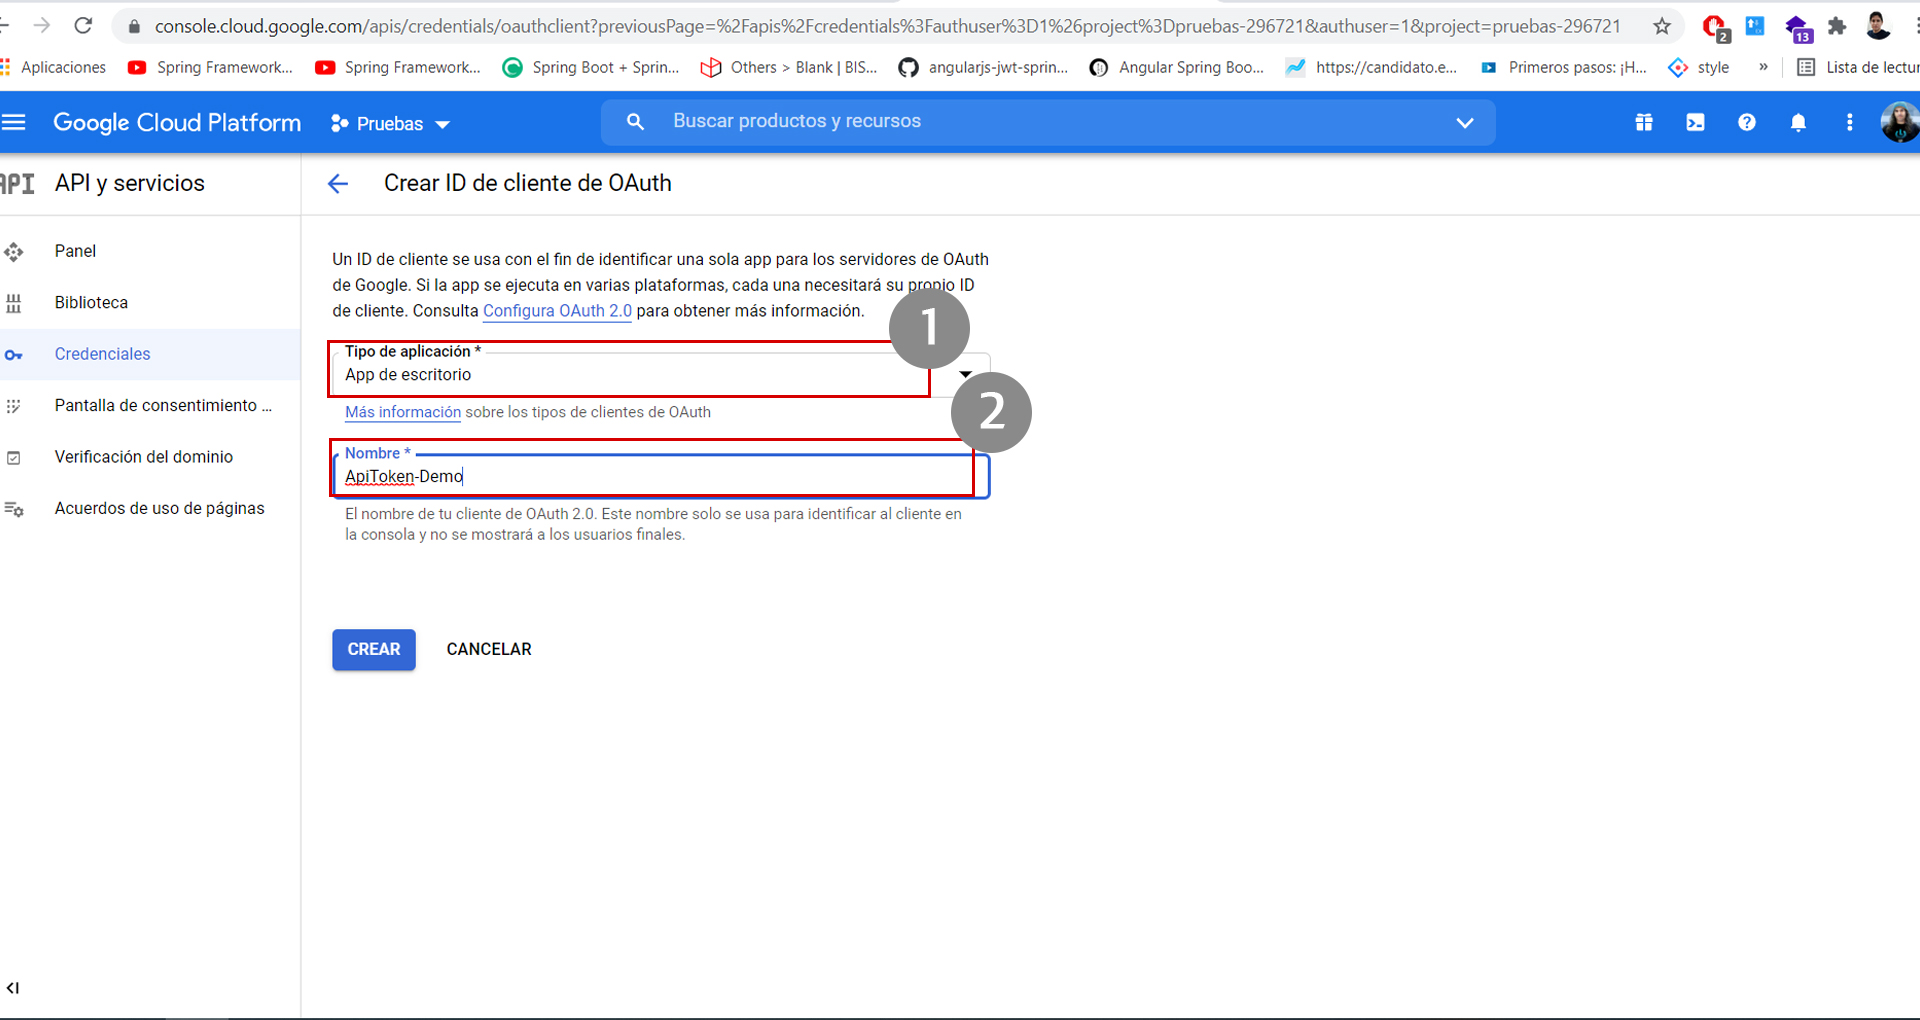 console.cloud.google.com/apis/credentials/oauthclient?previousPage=%2Fapis%2Fcredentials%3Fauthuser%3D1%26project%3Dpruebas-296721&authuser=1&project=pruebas-296721
2
13
Aplicaciones
Spring Framework...
Spring Framework...
Spring Boot + Sprin...
Others > Blank | BIS...
angularjs-jwt-sprin...
Angular Spring Boo...
https://candidato.e...
Primeros pasos: ¡H...
style
»
Lista de lectur
Google Cloud Platform
Pruebas
Buscar productos y recursos
API
API y servicios
Crear ID de cliente de OAuth
Panel
Biblioteca
Credenciales
Pantalla de consentimiento ...
Verificación del dominio
Acuerdos de uso de páginas
Un ID de cliente se usa con el fin de identificar una sola app para los servidores de OAuth
de Google. Si la app se ejecuta en varias plataformas, cada una necesitará su propio ID
de cliente. Consulta Configura OAuth 2.0 para obtener más información.
1
Tipo de aplicación *
App de escritorio
Más información sobre los tipos de clientes de OAuth
2
Nombre *
ApiToken-Demo
El nombre de tu cliente de OAuth 2.0. Este nombre solo se usa para identificar al cliente en
la consola y no se mostrará a los usuarios finales.
CREAR
CANCELAR